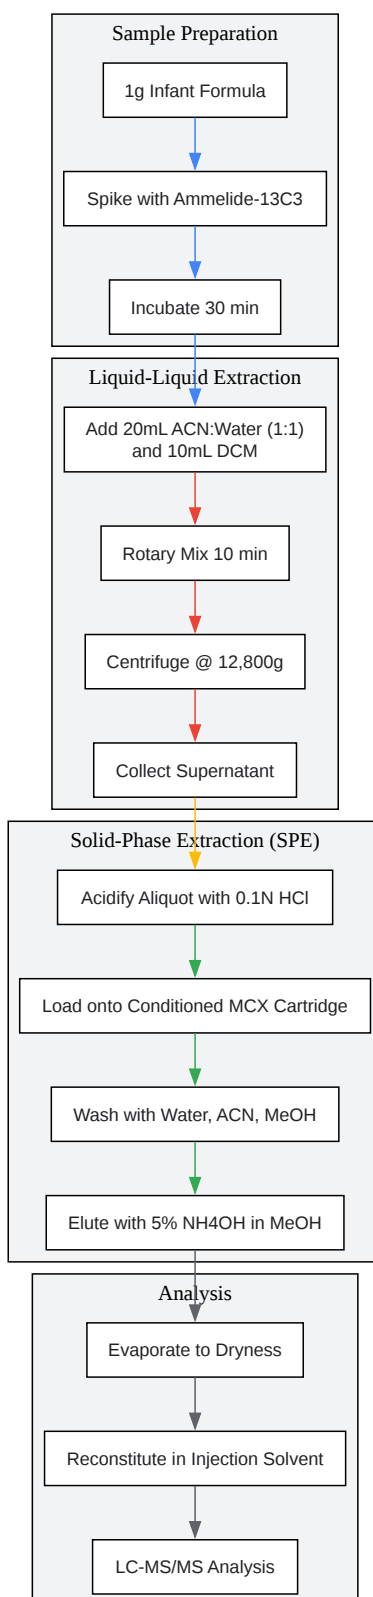 Sample Preparation
1g Infant Formula
Spike with Ammelide-13C3
Incubate 30 min
Liquid-Liquid Extraction
Add 20mL ACN:Water (1:1)
and 10mL DCM
Rotary Mix 10 min
Centrifuge @ 12,800g
Collect Supernatant
Solid-Phase Extraction (SPE)
Acidify Aliquot with 0.1N HCl
Load onto Conditioned MCX Cartridge
Wash with Water, ACN, MeOH
Elute with 5% NH4OH in MeOH
Analysis
Evaporate to Dryness
Reconstitute in Injection Solvent
LC-MS/MS Analysis